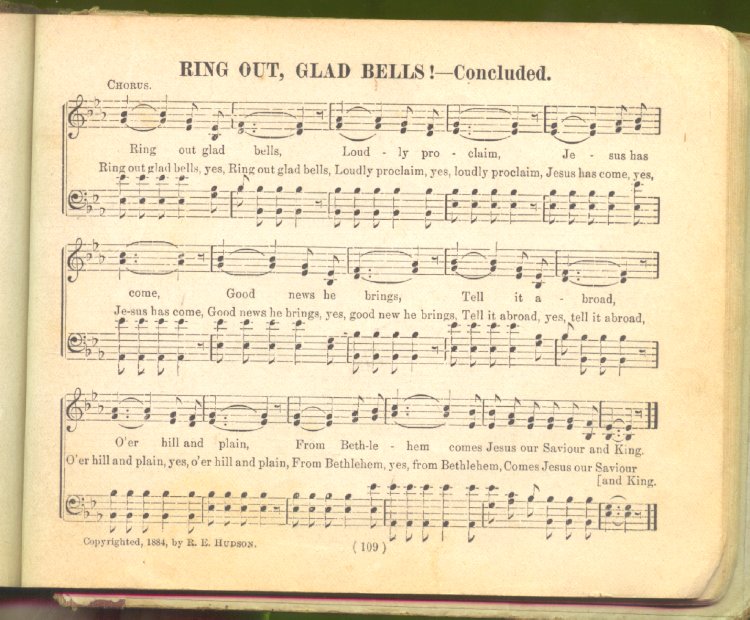 RING OUT, GLAD BELLS!—Concluded.
CHORUS.
Ring out glad bells, Loud - ly pro - claim, Je - sus has
Ring out glad bells, yes, Ring out glad bells, Loudly proclaim, yes, loudly proclaim, Jesus has come, yes,
come, Good news he brings, Tell it a - broad,
Je-sus has come, Good news he brings, yes, good new he brings, Tell it abroad, yes, tell it abroad,
O'er hill and plain, From Beth-le - hem comes Jesus our Saviour and King.
O'er hill and plain, yes, o'er hill and plain, From Bethlehem, yes, from Bethlehem, Comes Jesus our Saviour
[and King.
Copyrighted, 1884, by R. E. HUDSON.
(109)